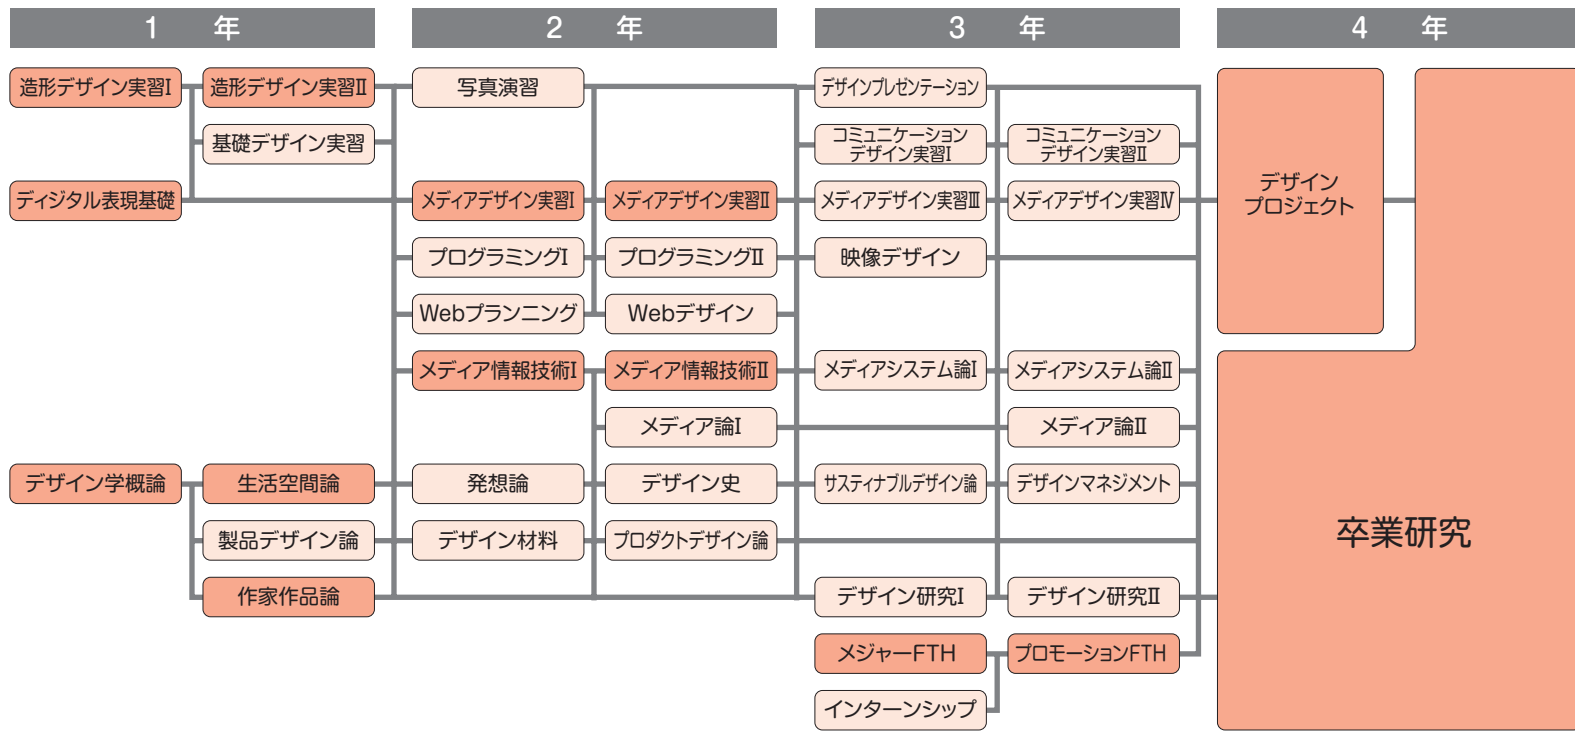 1 年
2 年
3 年
4 年
造形デザイン実習Ⅰ
造形デザイン実習Ⅱ
写真演習
デザインプレゼンテーション
基礎デザイン実習
コミュニケーション
デザイン実習Ⅰ
コミュニケーション
デザイン実習Ⅱ
ディジタル表現基礎
メディアデザイン実習Ⅰ
メディアデザイン実習Ⅱ
メディアデザイン実習Ⅲ
メディアデザイン実習Ⅳ
デザイン
プロジェクト
プログラミングⅠ
プログラミングⅡ
映像デザイン
Webプランニング
Webデザイン
メディア情報技術Ⅰ
メディア情報技術Ⅱ
メディアシステム論Ⅰ
メディアシステム論Ⅱ
メディア論Ⅰ
メディア論Ⅱ
デザイン学概論
生活空間論
発想論
デザイン史
サスティナブルデザイン論
デザインマネジメント
製品デザイン論
デザイン材料
プロダクトデザイン論
卒業研究
作家作品論
デザイン研究Ⅰ
デザイン研究Ⅱ
メジャーFTH
プロモーションFTH
インターンシップ